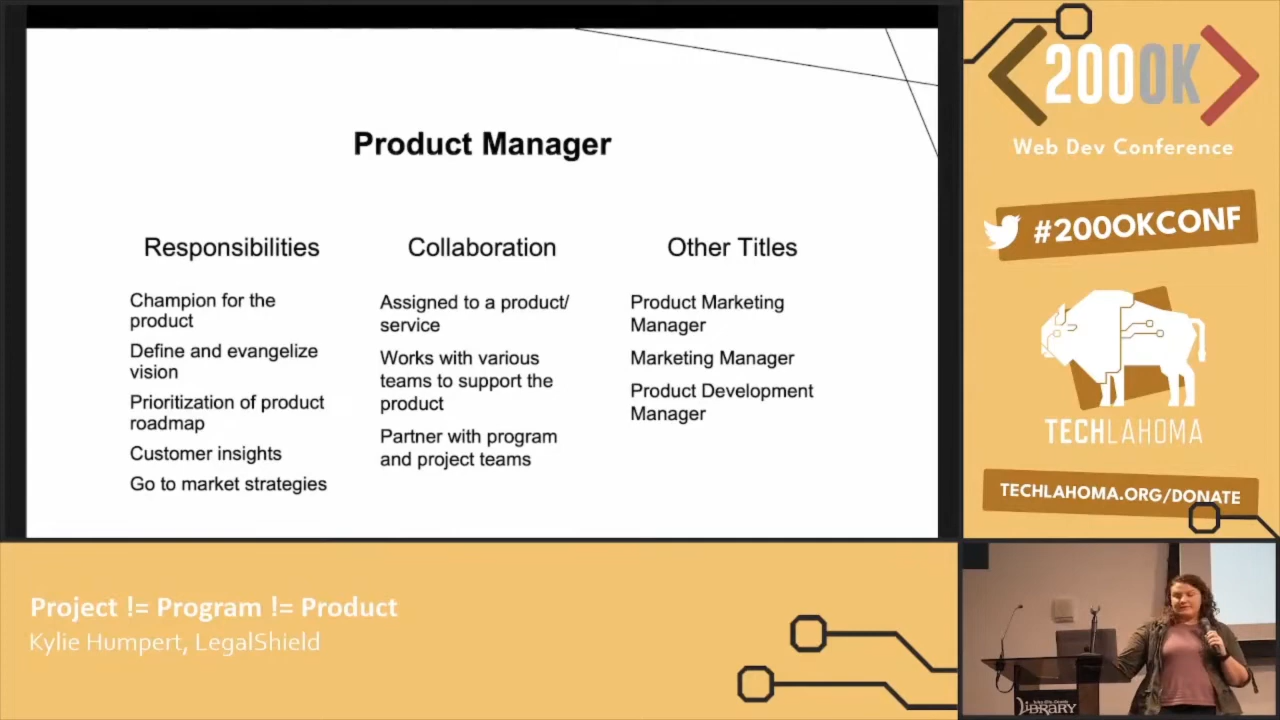 Product Manager
Responsibilities
Champion for the
product
Define and evangelize
vision
Prioritization of product
roadmap
Customer insights
Go to market strategies
Collaboration
Assigned to a product/
service
Works with various
teams to support the
product
Partner with program
and project teams
Other Titles
Product Marketing
Manager
Marketing Manager
Product Development
Manager
200OK
Web Dev Conference
#200OKCONF
TECHLAHOMA
TECHLAHOMA.ORG/DONATE
Project != Program != Product
Kylie Humpert, LegalShield
LIBRARY